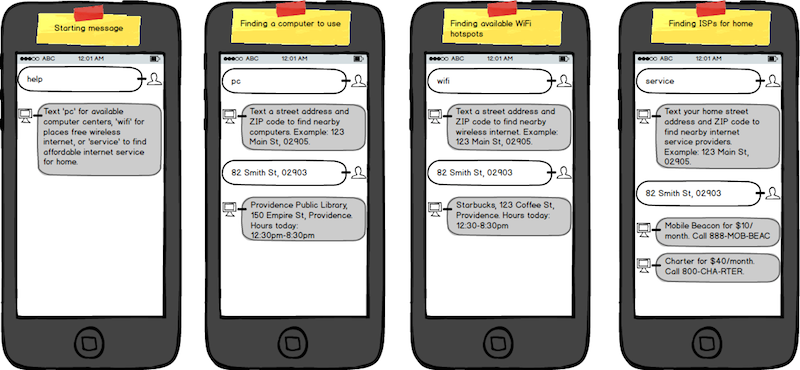 Starting message
●●●○○ ABC 12:01 AM
help
Text 'pc' for available
computer centers, 'wifi' for
places free wireless
internet, or 'service' to find
affordable internet service
for home.
Finding a computer to use
●●●○○ ABC 12:01 AM
pc
Text a street address and
ZIP code to find nearby
computers. Example: 123
Main St, 02905.
82 Smith St, 02903
Providence Public Library,
150 Empire St, Providence.
Hours today:
12:30pm-8:30pm
Finding available WiFi
hotspots
●●●○○ ABC 12:01 AM
wifi
Text a street address and
ZIP code to find nearby
wireless internet. Example:
123 Main St, 02905.
82 Smith St, 02903
Starbucks, 123 Coffee St,
Providence. Hours today:
12:30-8:30pm
Finding ISPs for home
●●●○○ ABC 12:01 AM
service
Text your home street
address and ZIP code to
find nearby internet
service providers.
Example: 123 Main St,
02905.
82 Smith St, 02903
Mobile Beacon for $10/
month. Call 888-MOB-BEAC
Charter for $40/month.
Call 800-CHA-RTER.